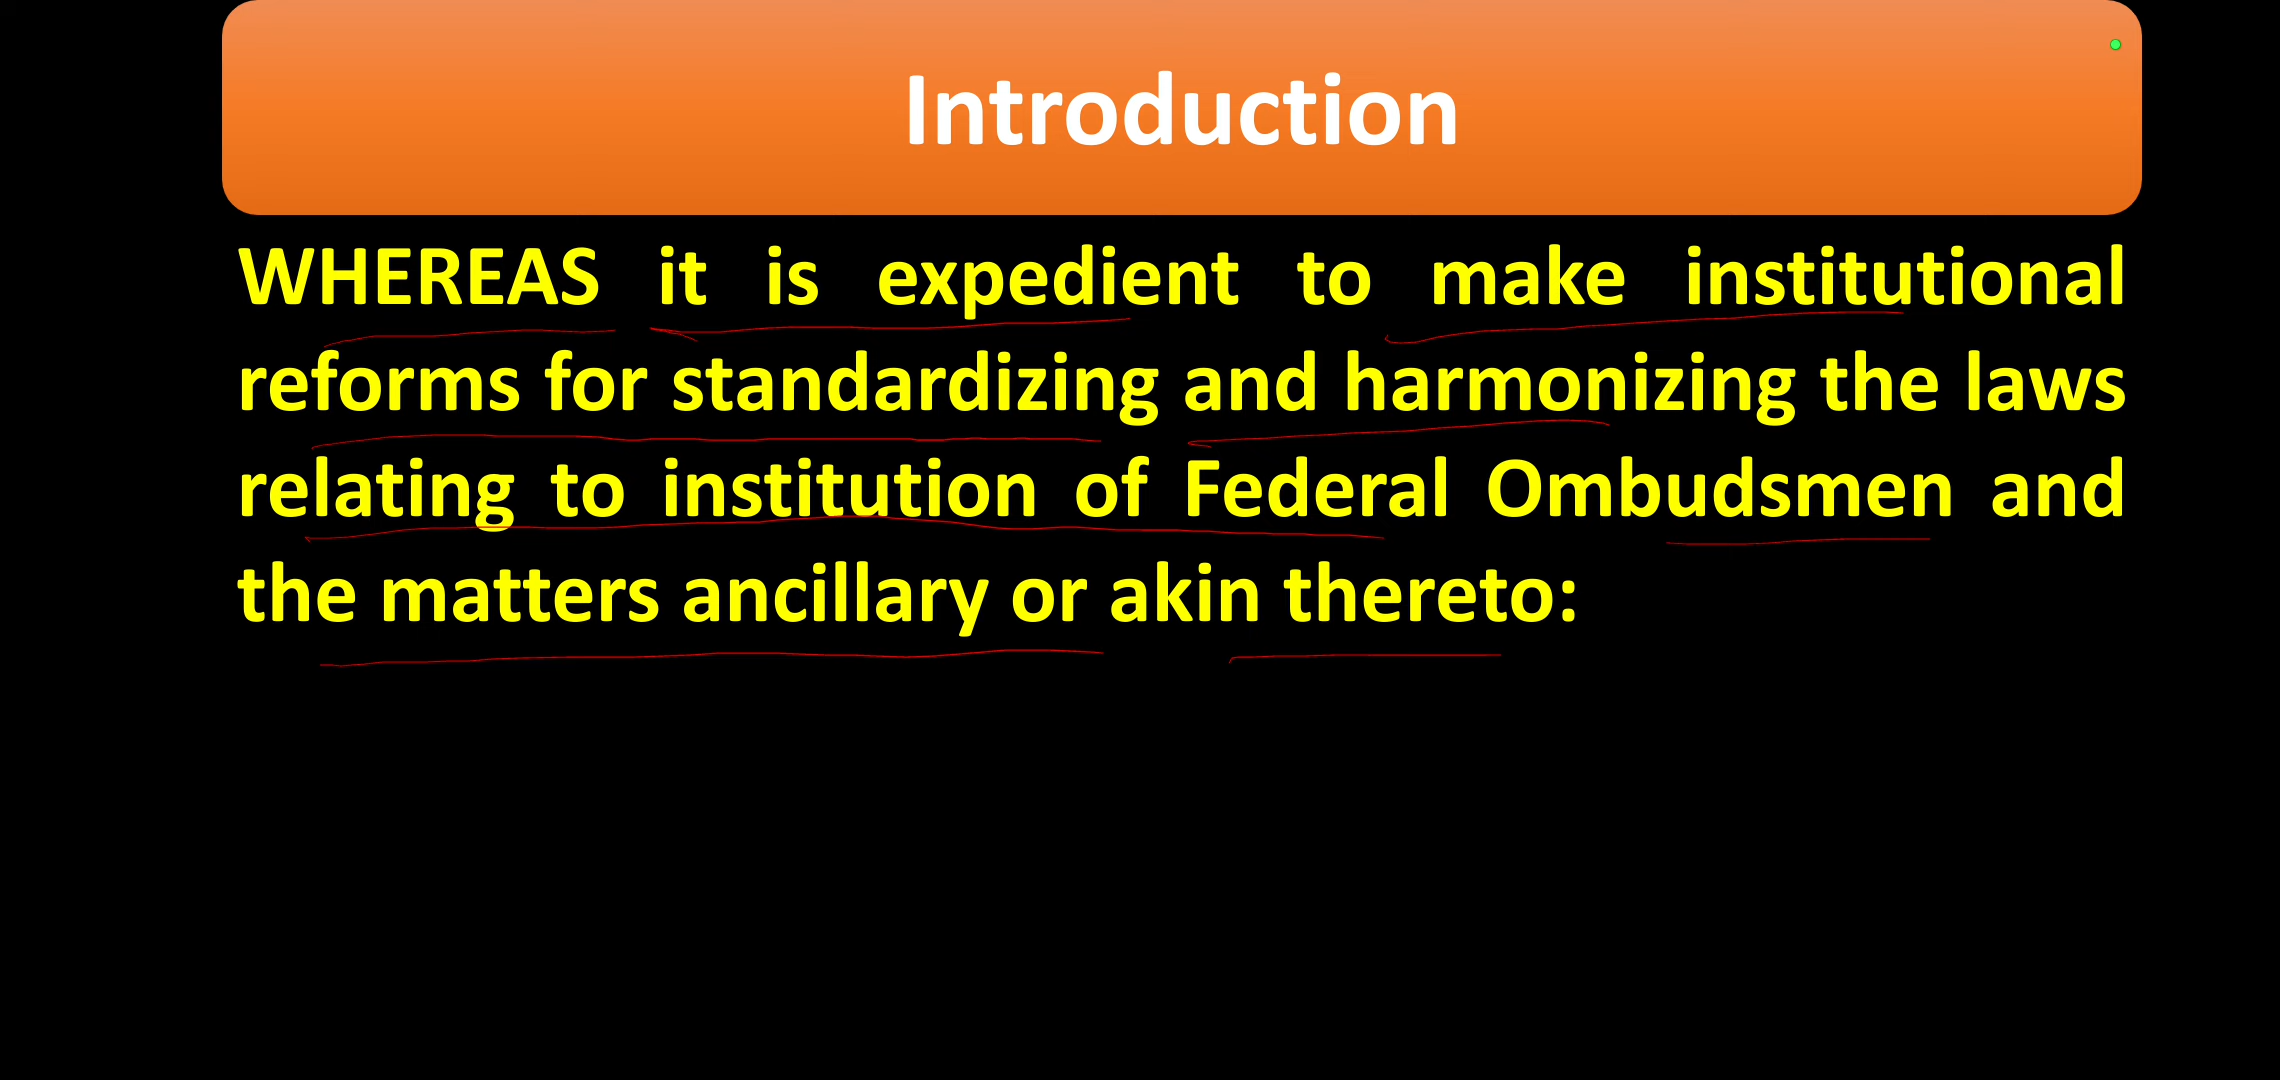 Introduction
WHEREAS it is expedient to make institutional
reforms for standardizing and harmonizing the laws
relating to institution of Federal Ombudsmen and
the matters ancillary or akin thereto: